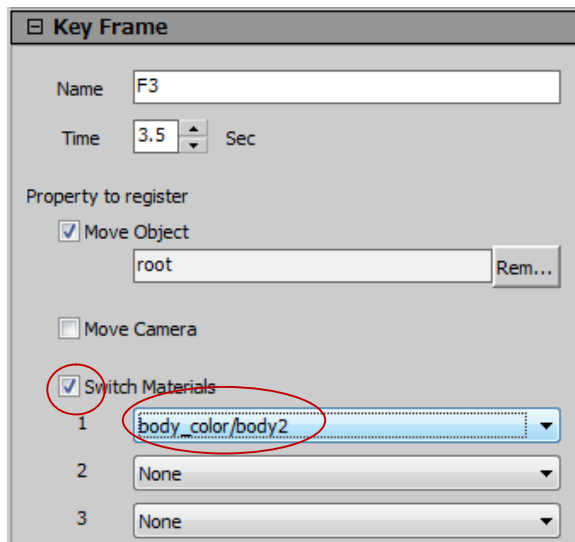 Key Frame
Name F3
Time 3.5 Sec
Property to register
Move Object
root Rem...
Move Camera
Switch Materials
1 body_color/body2
2 None
3 None